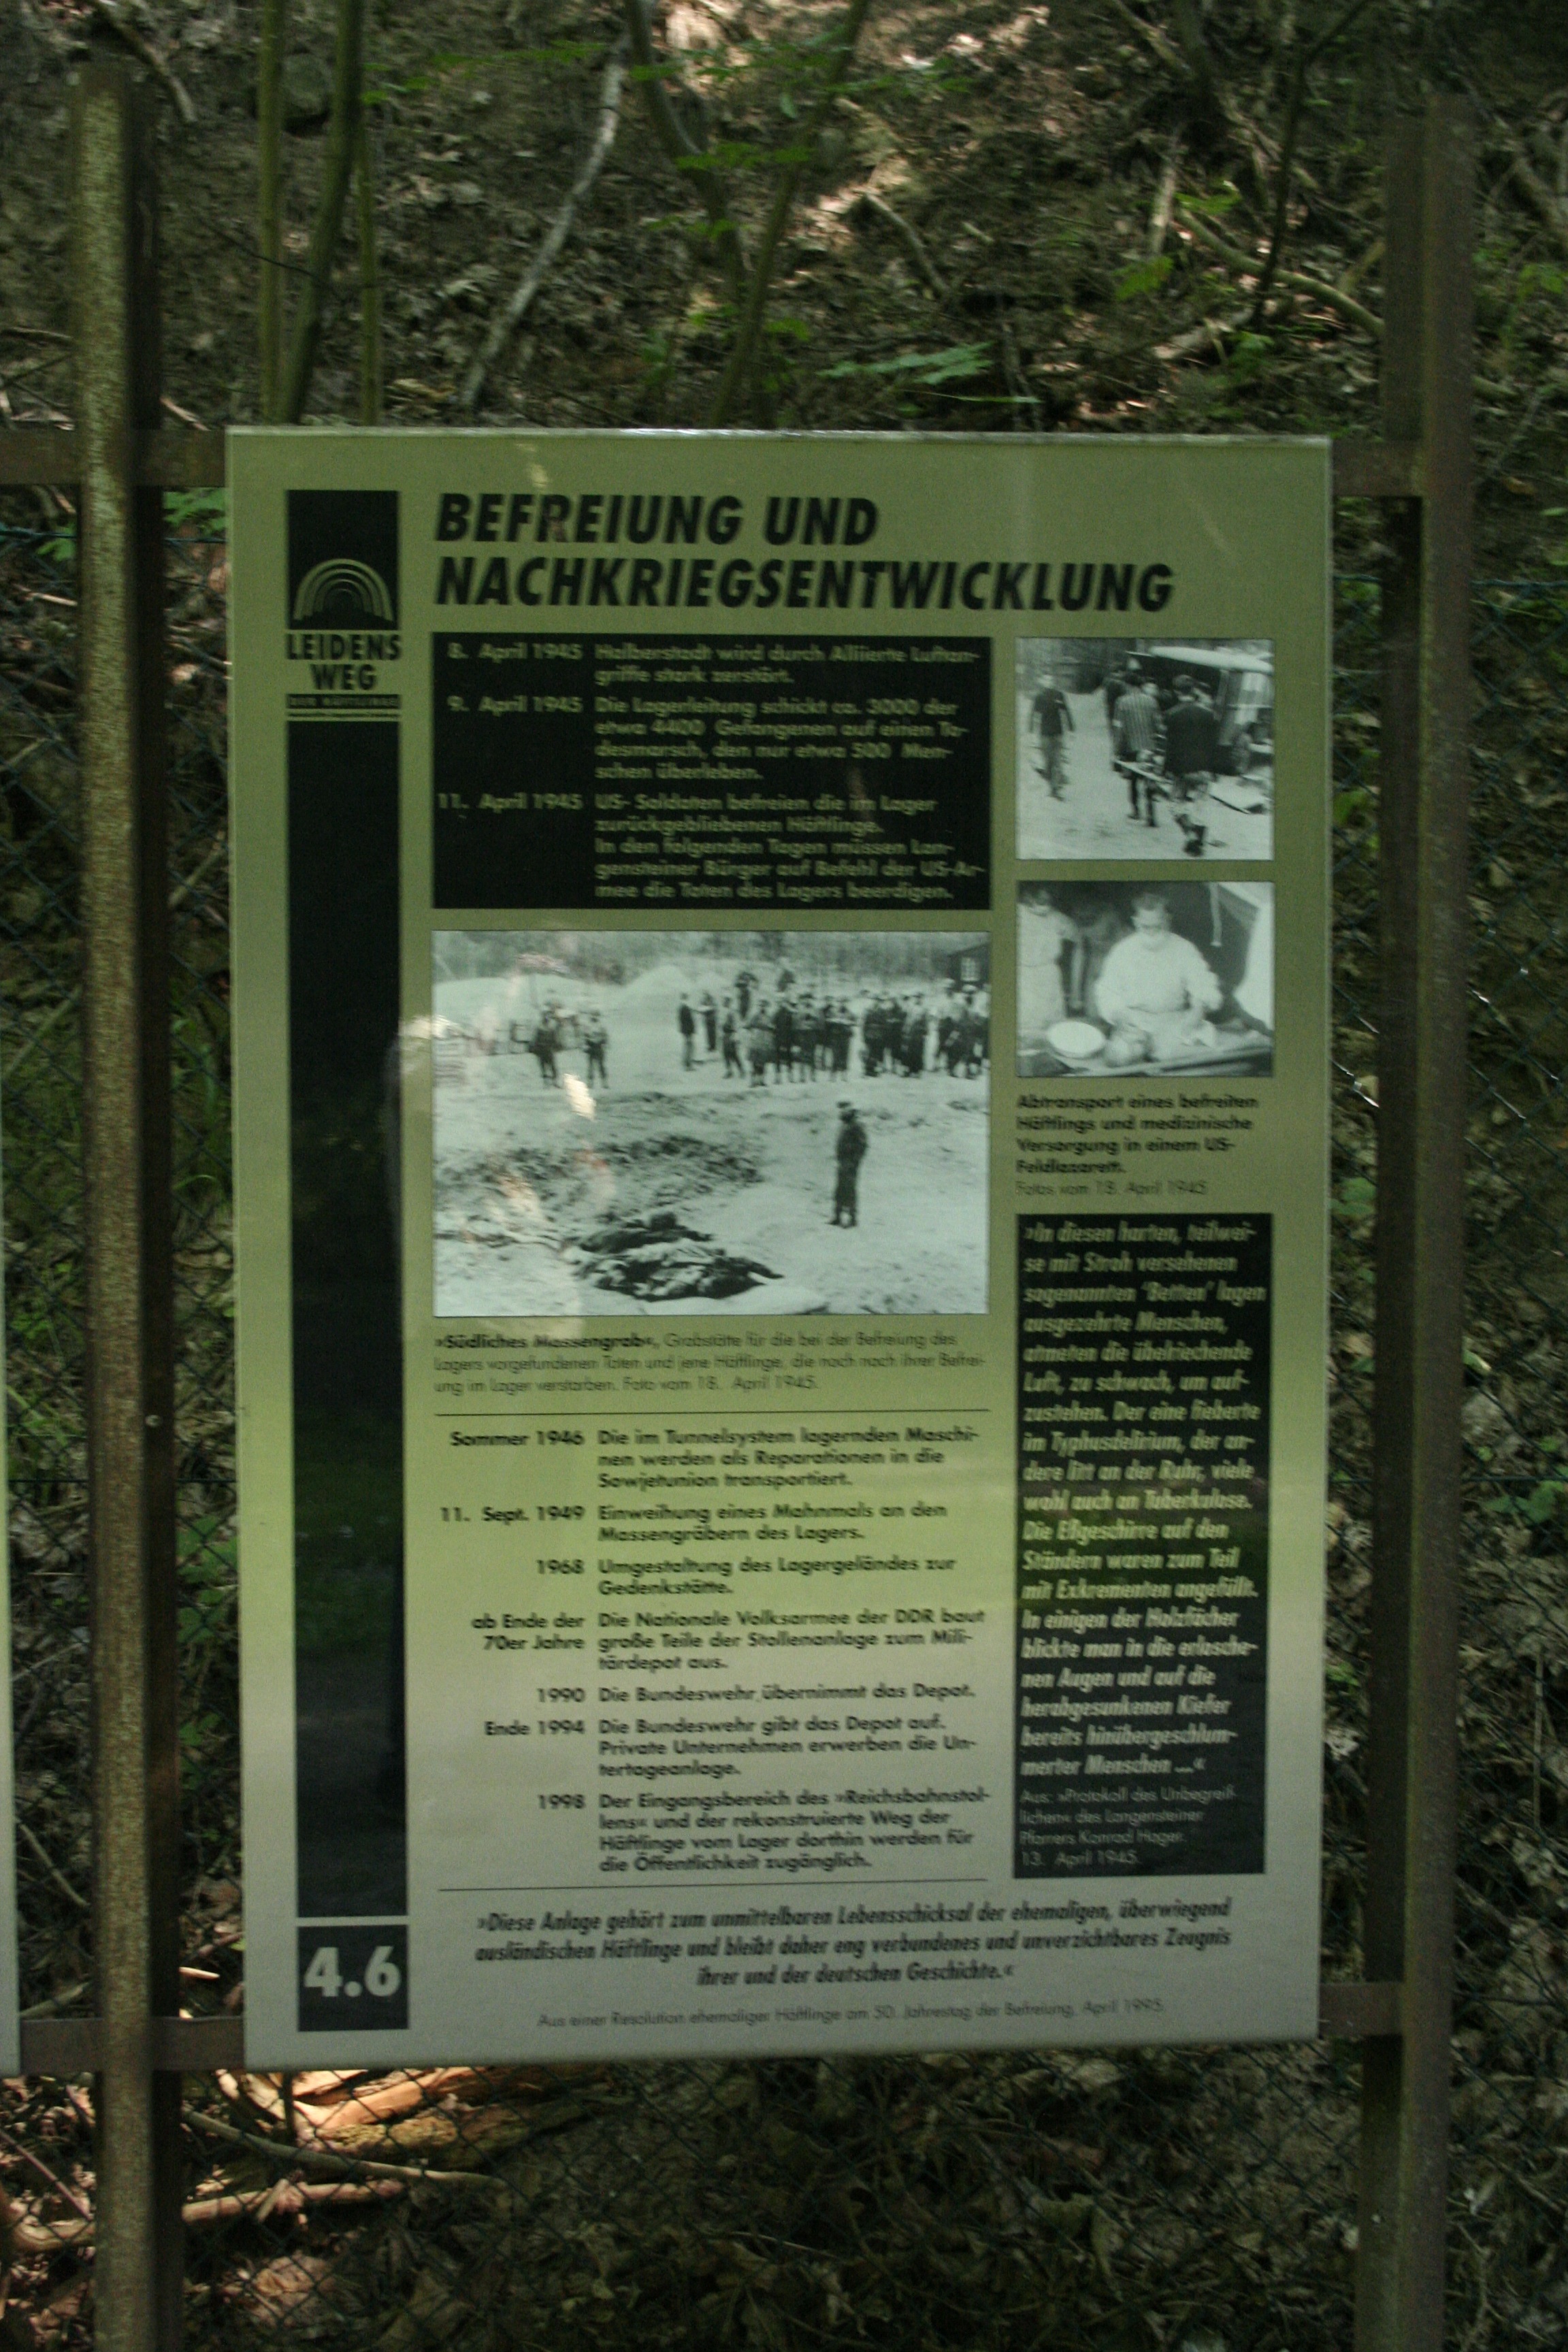 BEFREIUNG UND
NACHKRIEGSENTWICKLUNG
LEIDENS
WEG
DER HÄFTLINGE
8. April 1945 Halberstadt wird durch Alliierte Luftan-
griffe stark zerstört.
9. April 1945 Die Lagerleitung schickt ca. 3000 der
etwa 4400 Gefangenen auf einen To-
desmarsch, den nur etwa 500 Men-
schen überleben.
11. April 1945 US- Soldaten befreien die im Lager
zurückgebliebenen Häftlinge.
In den folgenden Tagen müssen Lan-
gensteiner Bürger auf Befehl der US-Ar-
mee die Toten des Lagers beerdigen.
»Südliches Massengrab«, Grabstätte für die bei der Befreiung des
Lagers vorgefundenen Toten und jene Häftlinge, die noch nach ihrer Befrei-
ung im Lager verstarben. Foto vom 18. April 1945.
Sommer 1946 Die im Tunnelsystem lagernden Maschi-
nen werden als Reparationen in die
Sowjetunion transportiert.
11. Sept. 1949 Einweihung eines Mahnmals an den
Massengräbern des Lagers.
1968 Umgestaltung des Lagergeländes zur
Gedenkstätte.
ab Ende der Die Nationale Volksarmee der DDR baut
70er Jahre große Teile der Stollenanlage zum Mili-
tärdepot aus.
1990 Die Bundeswehr übernimmt das Depot.
Ende 1994 Die Bundeswehr gibt das Depot auf.
Private Unternehmen erwerben die Un-
tertageanlage.
1998 Der Eingangsbereich des »Reichsbahnstol-
lens« und der rekonstruierte Weg der
Häftlinge vom Lager dorthin werden für
die Öffentlichkeit zugänglich.
Abtransport eines befreiten
Häftlings und medizinische
Versorgung in einem US-
Feldlazarett.
Fotos vom 18. April 1945
»In diesen harten, teilwei-
se mit Stroh versehenen
sogenannten 'Betten' lagen
ausgezehrte Menschen,
atmeten die übelriechende
Luft, zu schwach, um auf-
zustehen. Der eine fieberte
im Typhusdelirium, der an-
dere litt an der Ruhr, viele
wohl auch an Tuberkulose.
Die Eßgeschirre auf den
Ständern waren zum Teil
mit Exkrementen angefüllt.
In einigen der Holzfächer
blickte man in die erlosche-
nen Augen und auf die
herabgesunkenen Kiefer
bereits hinübergeschlum-
merter Menschen ...«
Aus: »Protokoll des Unbegreif-
lichen« des Langensteiner
Pfarrers Konrad Hager.
13. April 1945.
»Diese Anlage gehört zum unmittelbaren Lebensschicksal der ehemaligen, überwiegend
ausländischen Häftlinge und bleibt daher eng verbundenes und unverzichtbares Zeugnis
ihrer und der deutschen Geschichte.«
Aus einer Resolution ehemaliger Häftlinge am 50. Jahrestag der Befreiung, April 1995.
4.6